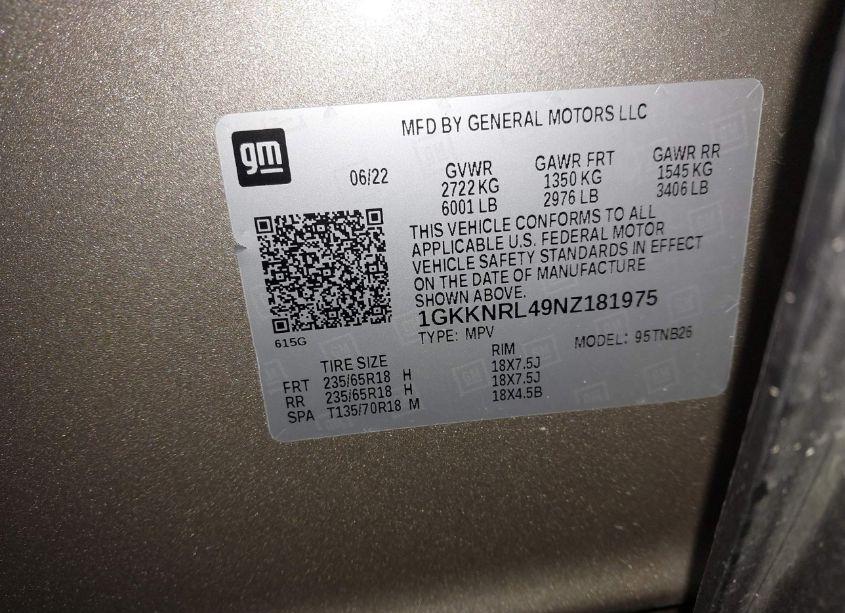 gm
MFD BY GENERAL MOTORS LLC
06/22
GVWR
2722 KG
6001 LB
GAWR FRT
1350 KG
2976 LB
GAWR RR
1545 KG
3406 LB
THIS VEHICLE CONFORMS TO ALL
APPLICABLE U.S. FEDERAL MOTOR
VEHICLE SAFETY STANDARDS IN EFFECT
ON THE DATE OF MANUFACTURE
SHOWN ABOVE.
1GKKNRL49NZ181975
TYPE: MPV MODEL: 95TNB26
615G
TIRE SIZE RIM
FRT 235/65R18 H 18X7.5J
RR 235/65R18 H 18X7.5J
SPA T135/70R18 M 18X4.5B